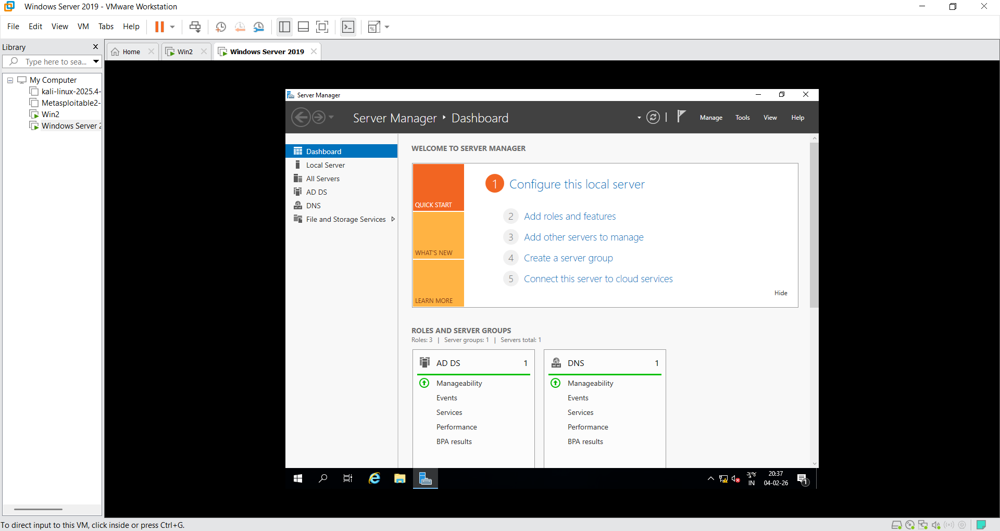 Windows Server 2019 - VMware Workstation
File Edit View VM Tabs Help
Library
Type here to sea...
My Computer
kali-linux-2025.4-
Metasploitable2-
Win2
Windows Server 2
Home
Win2
Windows Server 2019
Server Manager
Server Manager Dashboard
Manage Tools View Help
Dashboard
Local Server
All Servers
AD DS
DNS
File and Storage Services
WELCOME TO SERVER MANAGER
QUICK START
WHAT'S NEW
LEARN MORE
1 Configure this local server
2 Add roles and features
3 Add other servers to manage
4 Create a server group
5 Connect this server to cloud services
Hide
ROLES AND SERVER GROUPS
Roles: 3 | Server groups: 1 | Servers total: 1
AD DS 1
Manageability
Events
Services
Performance
BPA results
DNS 1
Manageability
Events
Services
Performance
BPA results
ગુજ
IN
20:37
04-02-26
1
To direct input to this VM, click inside or press Ctrl+G.